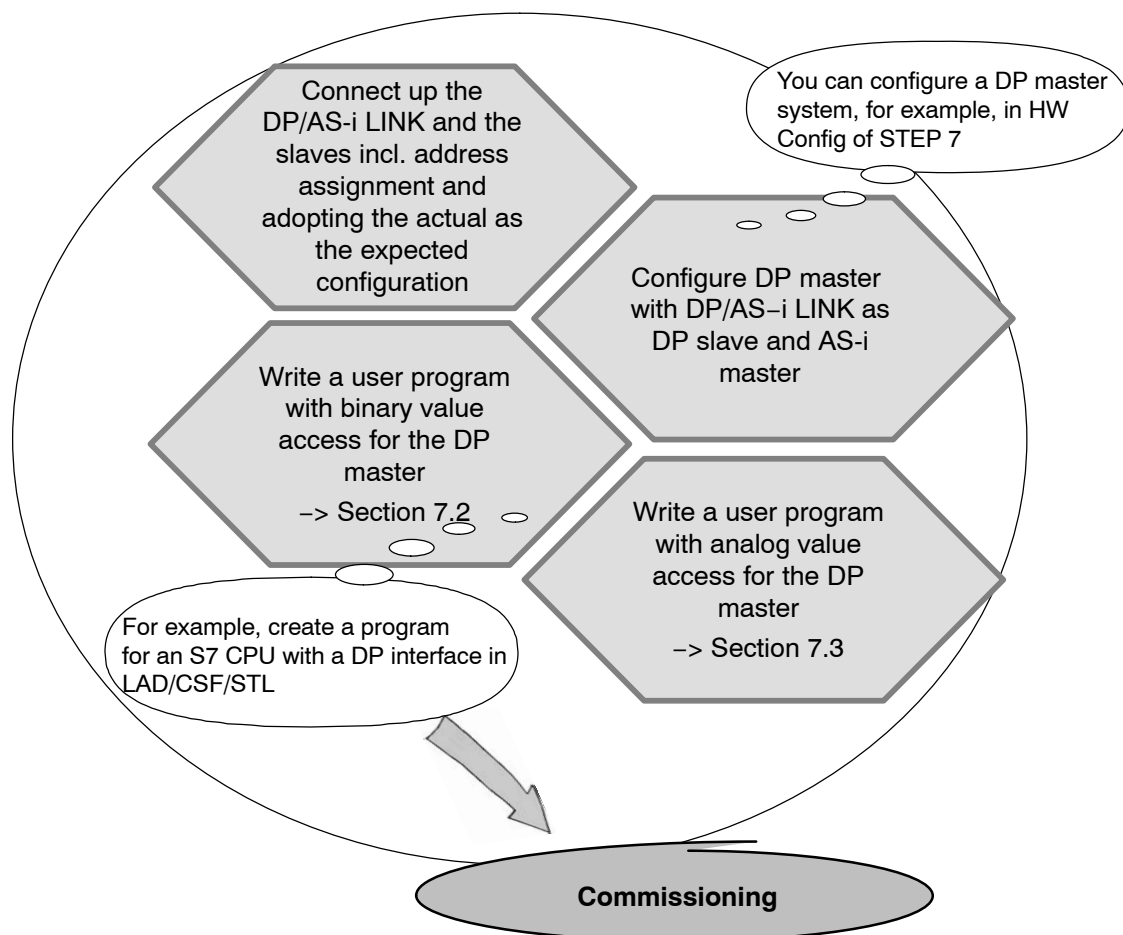 Connect up the
DP/AS-i LINK and the
slaves incl. address
assignment and
adopting the actual as
the expected
configuration
You can configure a DP master
system, for example, in HW
Config of STEP 7
Configure DP master
with DP/AS−i LINK as
DP slave and AS-i
master
Write a user program
with binary value
access for the DP
master
−> Section 7.2
Write a user program
with analog value
access for the DP
master
−> Section 7.3
For example, create a program
for an S7 CPU with a DP interface in
LAD/CSF/STL
Commissioning